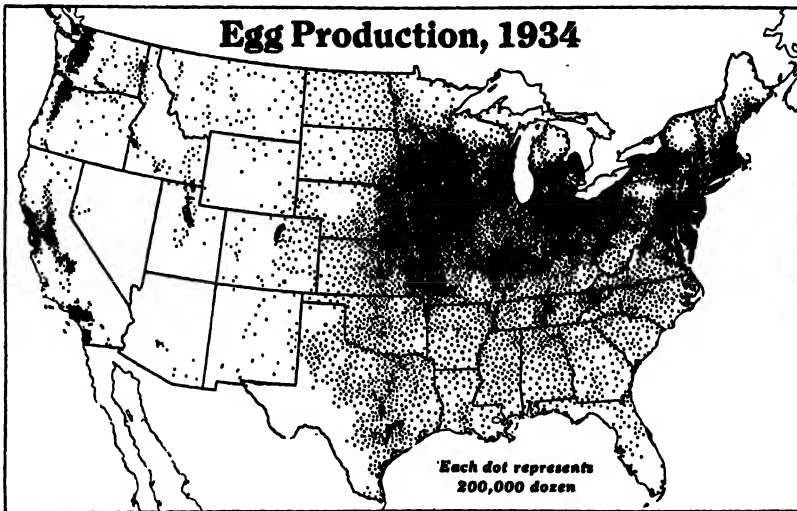 Egg Production, 1934
Each dot represents
200,000 dozen